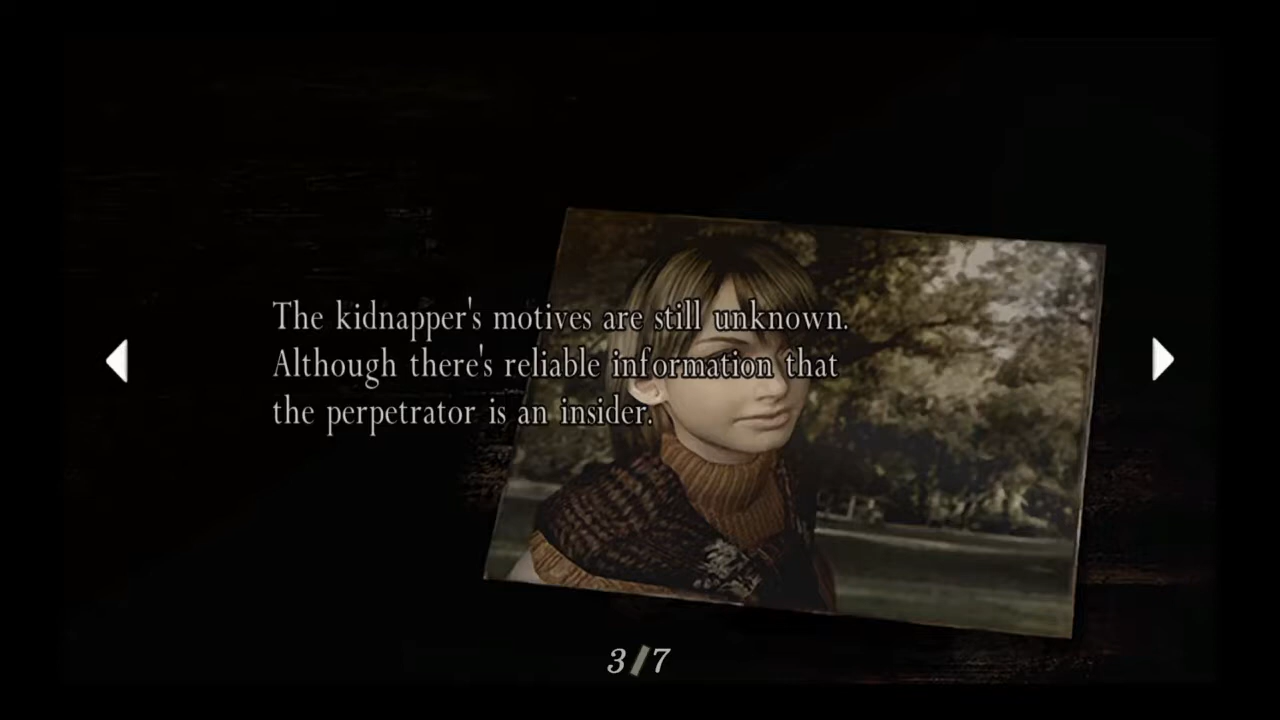 The kidnapper's motives are still unknown.
Although there's reliable information that
the perpetrator is an insider.
3/7